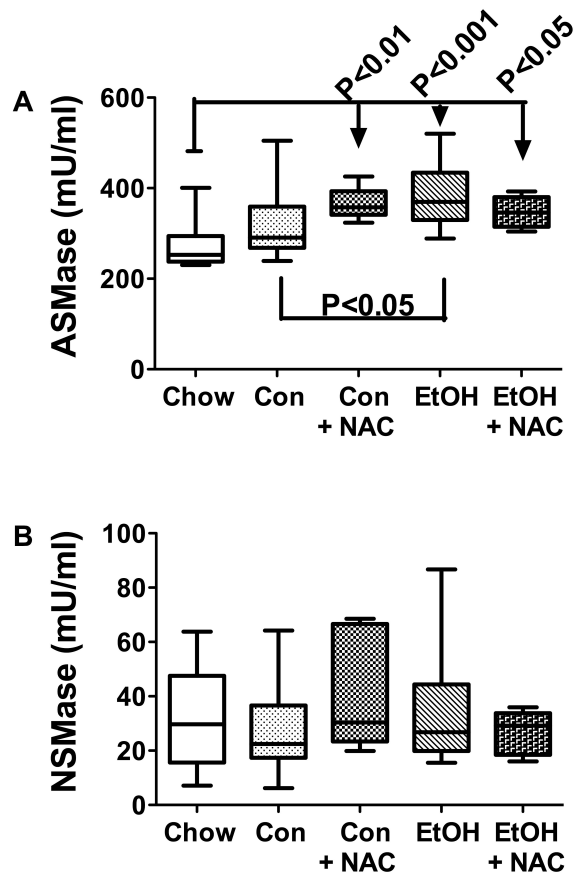 P<0.01
P<0.001
P<0.05
A
600
400
200
0
ASMase (mU/ml)
P<0.05
Chow Con Con EtOH EtOH
+ NAC + NAC
B
100
80
60
40
20
0
NSMase (mU/ml)
Chow Con Con EtOH EtOH
+ NAC + NAC